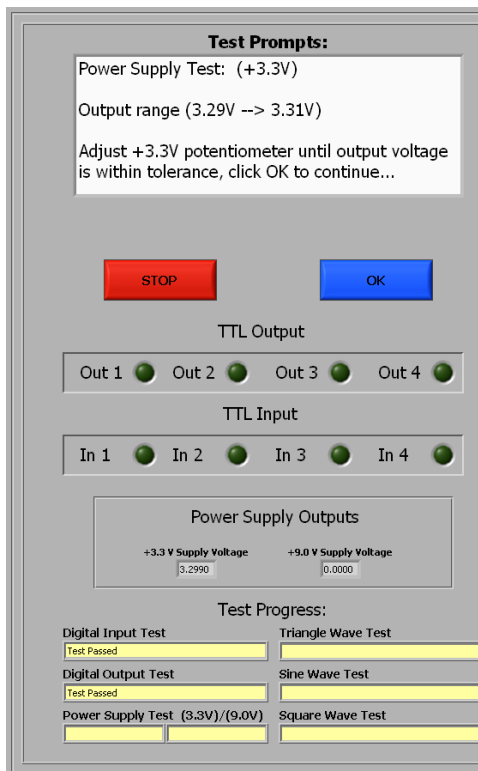 Test Prompts:
Power Supply Test: (+3.3V)
Output range (3.29V --> 3.31V)
Adjust +3.3V potentiometer until output voltage
is within tolerance, click OK to continue...
STOP
OK
TTL Output
Out 1 Out 2 Out 3 Out 4
TTL Input
In 1 In 2 In 3 In 4
Power Supply Outputs
+3.3 V Supply Voltage +9.0 V Supply Voltage
3.2990 0.0000
Test Progress:
Digital Input Test Triangle Wave Test
Test Passed
Digital Output Test Sine Wave Test
Test Passed
Power Supply Test (3.3V)/(9.0V) Square Wave Test